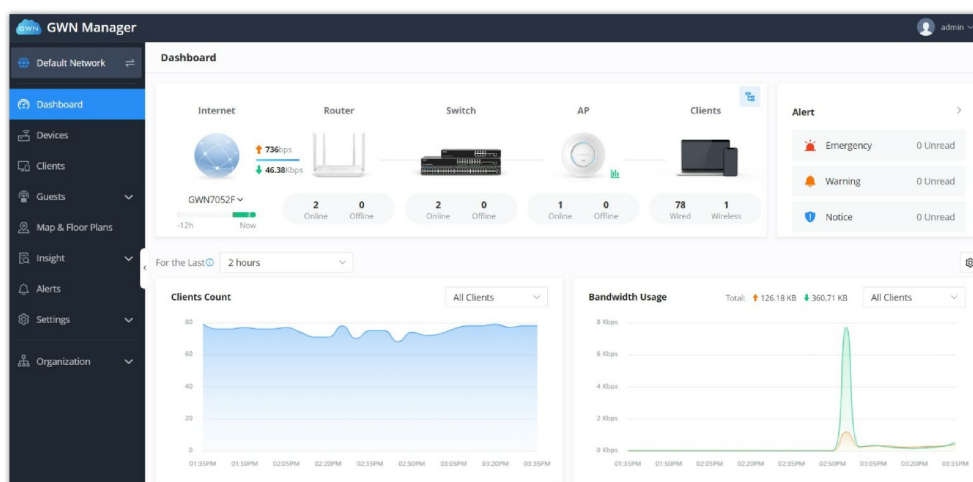 GWN GWN Manager
admin
Default Network
Dashboard
Devices
Clients
Guests
Map & Floor Plans
Insight
Alerts
Settings
Organization
Dashboard
Internet Router Switch AP Clients
736bps
46.38Kbps
GWN7052F
-12h Now
2 0 2 0 1 0 78 1
Online Offline Online Offline Online Offline Wired Wireless
Alert
Emergency 0 Unread
Warning 0 Unread
Notice 0 Unread
For the Last 2 hours
Clients Count All Clients
80
60
40
20
0
01:35PM 01:50PM 02:05PM 02:20PM 02:35PM 02:50PM 03:05PM 03:20PM 03:35PM
Bandwidth Usage Total: 126.18 KB 360.71 KB All Clients
8 Kbps
6 Kbps
4 Kbps
2 Kbps
0 Kbps
01:35PM 01:50PM 02:05PM 02:20PM 02:35PM 02:50PM 03:05PM 03:20PM 03:35PM